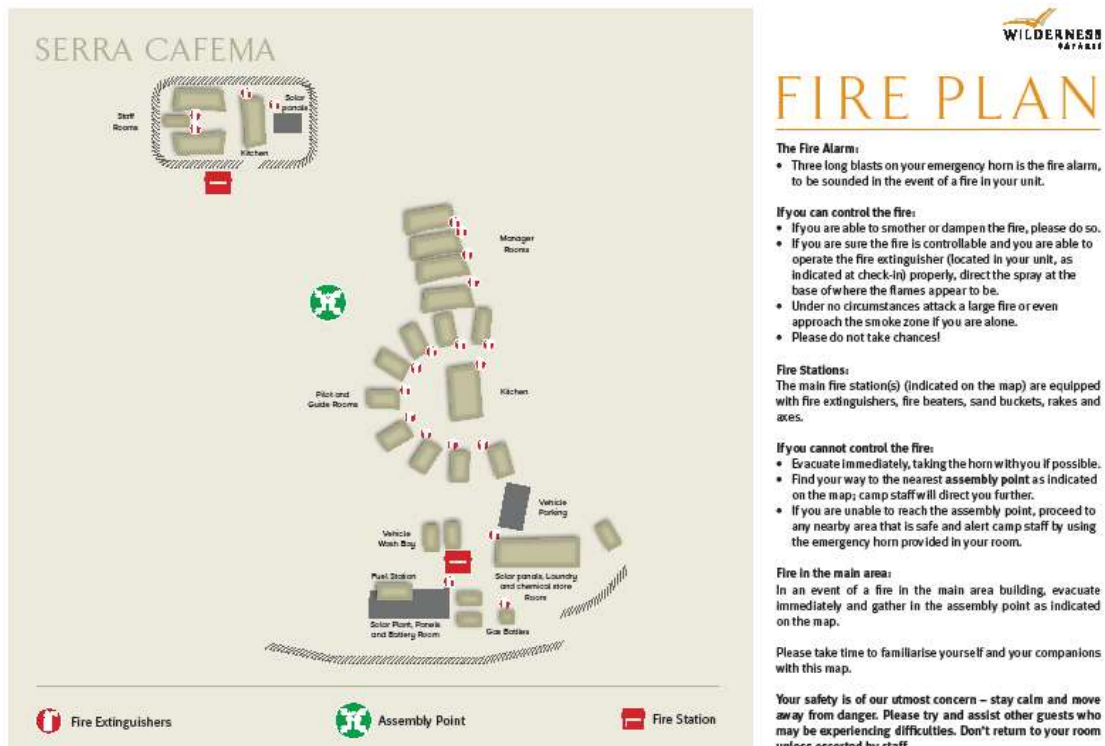 SERRA CAFEMA
Staff
Rooms
Solar
panels
Kitchen
Manager
Rooms
Pilot and
Guide Rooms
Kitchen
Vehicle
Parking
Vehicle
Wash Bay
Fuel Station
Solar panels, Laundry
and chemical store
Room
Solar Plant, Panels
and Battery Room
Gas Bottles
Fire Extinguishers
Assembly Point
Fire Station
WILDERNESS
SAFARIS
FIRE PLAN
The Fire Alarm:
• Three long blasts on your emergency horn is the fire alarm,
to be sounded in the event of a fire in your unit.
If you can control the fire:
• If you are able to smother or dampen the fire, please do so.
• If you are sure the fire is controllable and you are able to
operate the fire extinguisher (located in your unit, as
indicated at check-in) properly, direct the spray at the
base of where the flames appear to be.
• Under no circumstances attack a large fire or even
approach the smoke zone if you are alone.
• Please do not take chances!
Fire Stations:
The main fire station(s) (indicated on the map) are equipped
with fire extinguishers, fire beaters, sand buckets, rakes and
axes.
If you cannot control the fire:
• Evacuate immediately, taking the horn with you if possible.
• Find your way to the nearest assembly point as indicated
on the map; camp staff will direct you further.
• If you are unable to reach the assembly point, proceed to
any nearby area that is safe and alert camp staff by using
the emergency horn provided in your room.
Fire in the main area:
In an event of a fire in the main area building, evacuate
immediately and gather in the assembly point as indicated
on the map.
Please take time to familiarise yourself and your companions
with this map.
Your safety is of our utmost concern – stay calm and move
away from danger. Please try and assist other guests who
may be experiencing difficulties. Don't return to your room
unless escorted by staff.